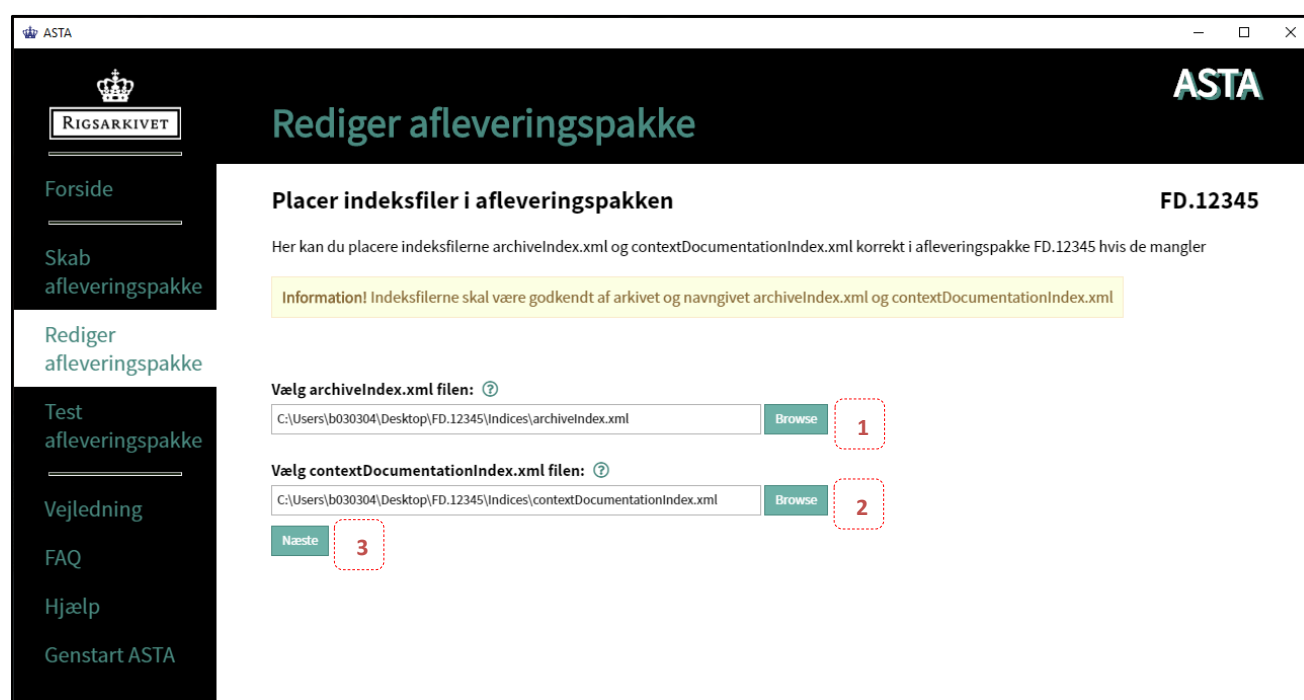 ASTA
ASTA
RIGSARKIVET
Rediger afleveringspakke
Forside
Skab
afleveringspakke
Rediger
afleveringspakke
Test
afleveringspakke
Vejledning
FAQ
Hjælp
Genstart ASTA
Placer indeksfiler i afleveringspakken
FD.12345
Her kan du placere indeksfilerne archiveIndex.xml og contextDocumentationIndex.xml korrekt i afleveringspakke FD.12345 hvis de mangler
Information! Indeksfilerne skal være godkendt af arkivet og navngivet archiveIndex.xml og contextDocumentationIndex.xml
Vælg archiveIndex.xml filen: ?
C:\Users\b030304\Desktop\FD.12345\Indices\archiveIndex.xml
Browse
1
Vælg contextDocumentationIndex.xml filen: ?
C:\Users\b030304\Desktop\FD.12345\Indices\contextDocumentationIndex.xml
Browse
2
Næste
3